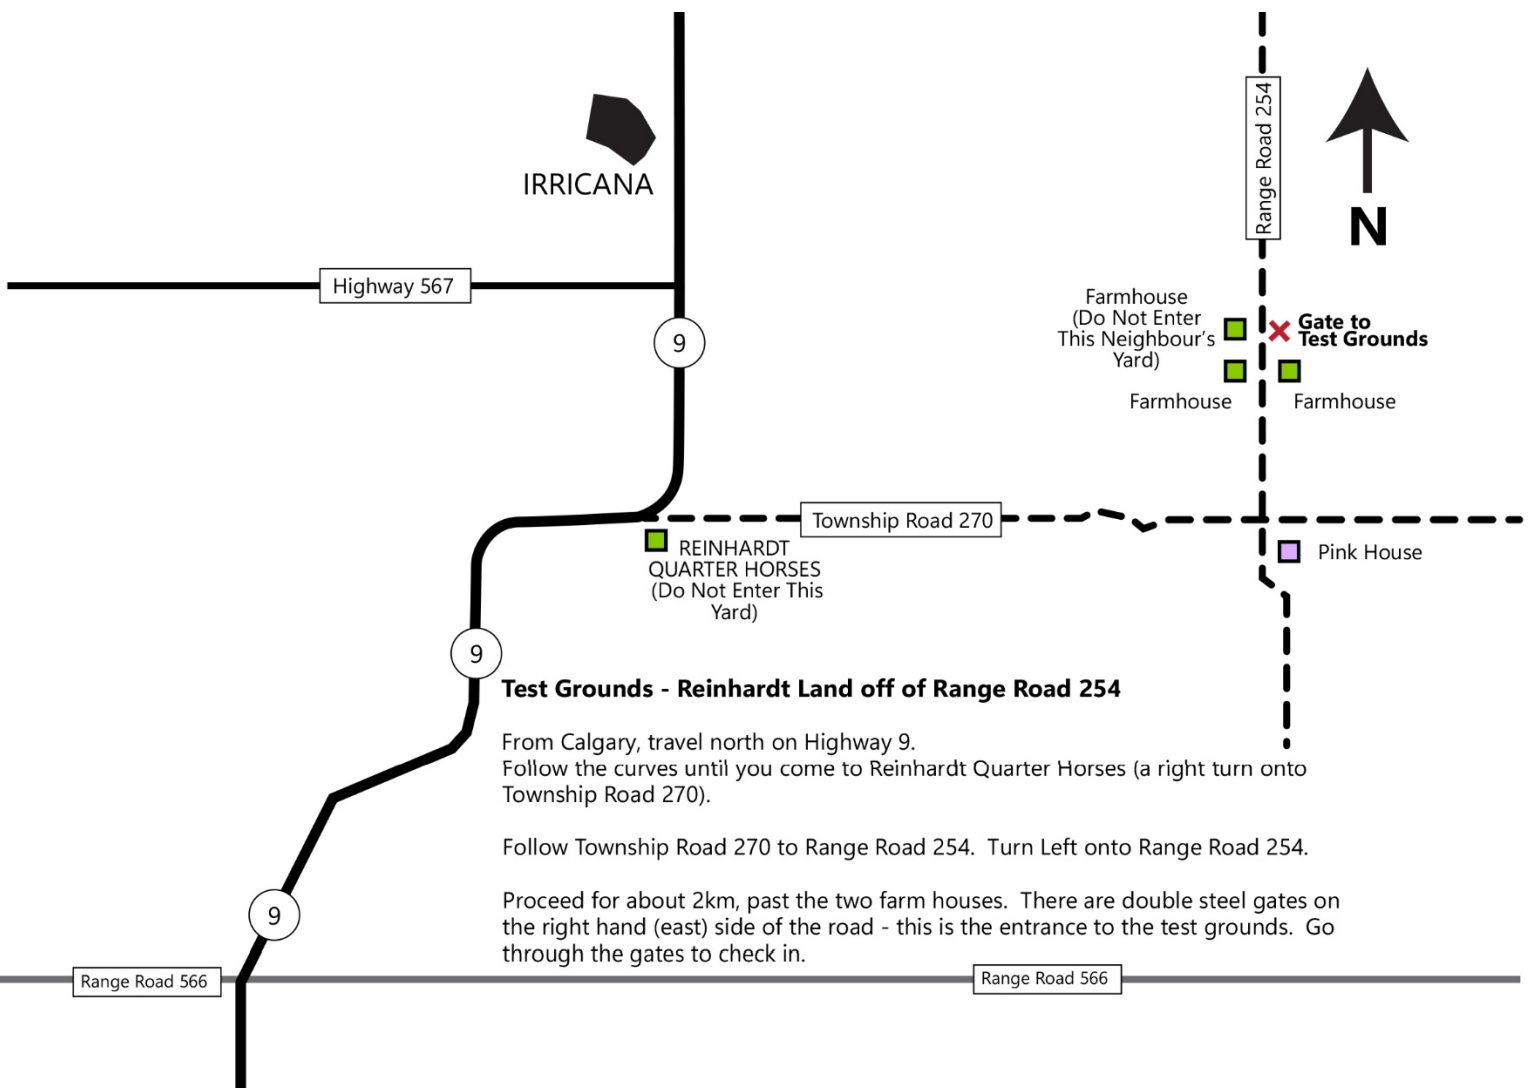 Range Road 254
IRRICANA
N
Highway 567
Farmhouse
(Do Not Enter
This Neighbour's
Yard)
Gate to
Test Grounds
9
Farmhouse
Farmhouse
Township Road 270
REINHARDT
QUARTER HORSES
(Do Not Enter This
Yard)
Pink House
9
Test Grounds - Reinhardt Land off of Range Road 254
From Calgary, travel north on Highway 9.
Follow the curves until you come to Reinhardt Quarter Horses (a right turn onto
Township Road 270).
Follow Township Road 270 to Range Road 254.  Turn Left onto Range Road 254.
Proceed for about 2km, past the two farm houses.  There are double steel gates on
the right hand (east) side of the road - this is the entrance to the test grounds.  Go
through the gates to check in.
9
Range Road 566
Range Road 566